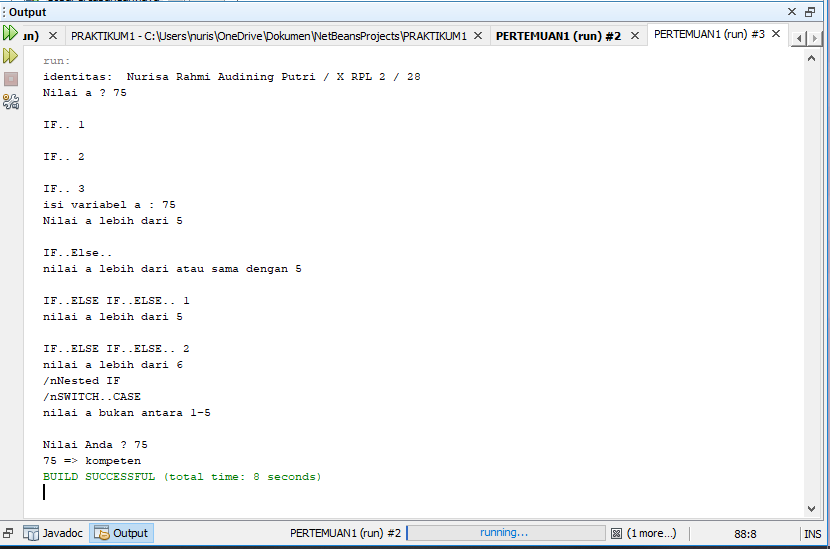 Output
un)
PRAKTIKUM1 - C:\Users\nuris\OneDrive\Dokumen\NetBeansProjects\PRAKTIKUM1
PERTEMUAN1 (run) #2
PERTEMUAN1 (run) #3
run:
identitas:  Nurisa Rahmi Audining Putri / X RPL 2 / 28
Nilai a ? 75
IF.. 1
IF.. 2
IF.. 3
isi variabel a : 75
Nilai a lebih dari 5
IF..Else..
nilai a lebih dari atau sama dengan 5
IF..ELSE IF..ELSE.. 1
nilai a lebih dari 5
IF..ELSE IF..ELSE.. 2
nilai a lebih dari 6
/nNested IF
/nSWITCH..CASE
nilai a bukan antara 1-5
Nilai Anda ? 75
75 => kompeten
BUILD SUCCESSFUL (total time: 8 seconds)
Javadoc
Output
PERTEMUAN1 (run) #2
running...
(1 more...)
88:8
INS